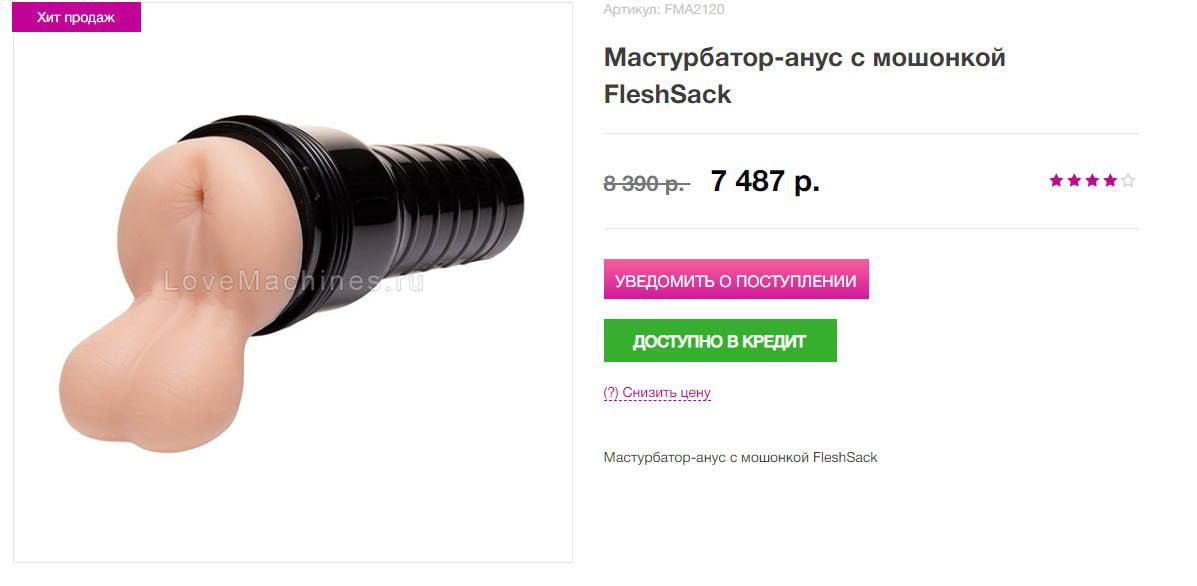 Хит продаж
LoveMachines.ru
Артикул: FMA2120
Мастурбатор-анус с мошонкой
FleshSack
8 390 р. 7 487 р.
УВЕДОМИТЬ О ПОСТУПЛЕНИИ
ДОСТУПНО В КРЕДИТ
(?) Снизить цену
Мастурбатор-анус с мошонкой FleshSack